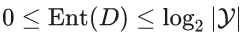 0 ≤ Ent(D) ≤ log₂ |𝒴|